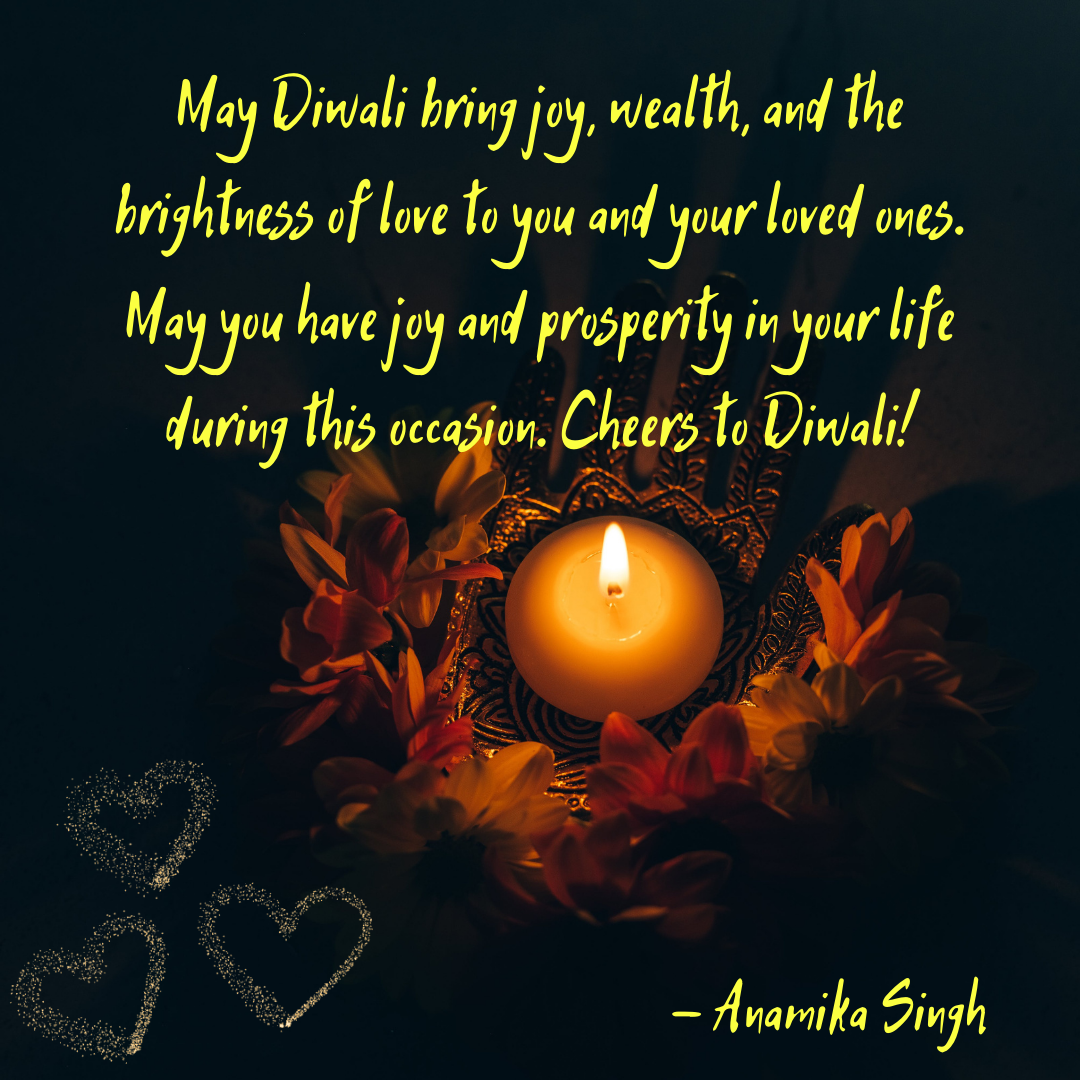 May Diwali bring joy, wealth, and the
brightness of love to you and your loved ones.
May you have joy and prosperity in your life
during this occasion. Cheers to Diwali!
– Anamika Singh